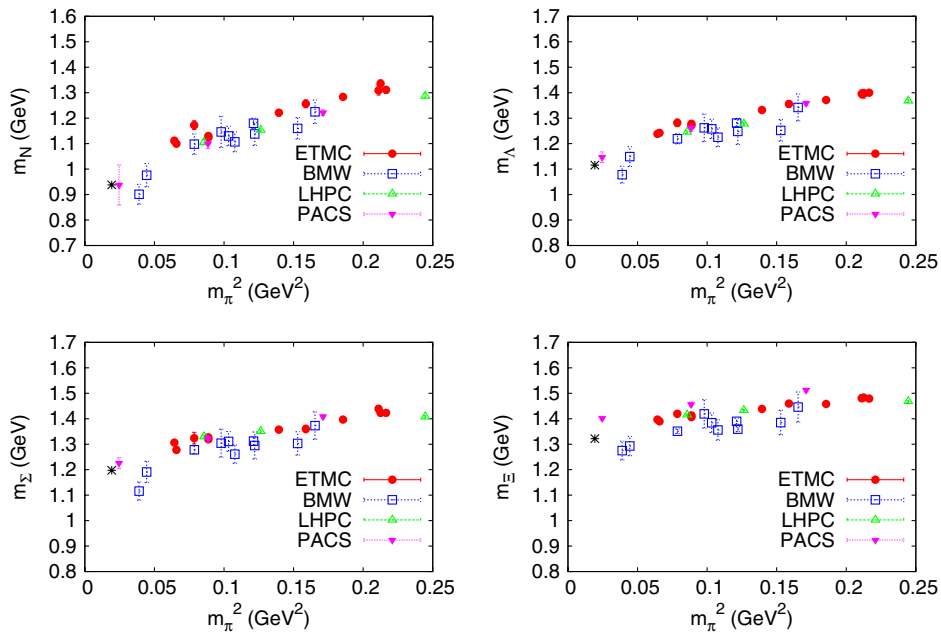 m_N (GeV)
1.6
1.5
1.4
1.3
1.2
1.1
1
0.9
0.8
0.7
ETMC
BMW
LHPC
PACS
0 0.05 0.1 0.15 0.2 0.25
m_π^2 (GeV^2)
m_Λ (GeV)
1.7
1.6
1.5
1.4
1.3
1.2
1.1
1
0.9
0.8
ETMC
BMW
LHPC
PACS
0 0.05 0.1 0.15 0.2 0.25
m_π^2 (GeV^2)
m_Σ (GeV)
1.7
1.6
1.5
1.4
1.3
1.2
1.1
1
0.9
0.8
ETMC
BMW
LHPC
PACS
0 0.05 0.1 0.15 0.2 0.25
m_π^2 (GeV^2)
m_Ξ (GeV)
1.7
1.6
1.5
1.4
1.3
1.2
1.1
1
0.9
0.8
ETMC
BMW
LHPC
PACS
0 0.05 0.1 0.15 0.2 0.25
m_π^2 (GeV^2)